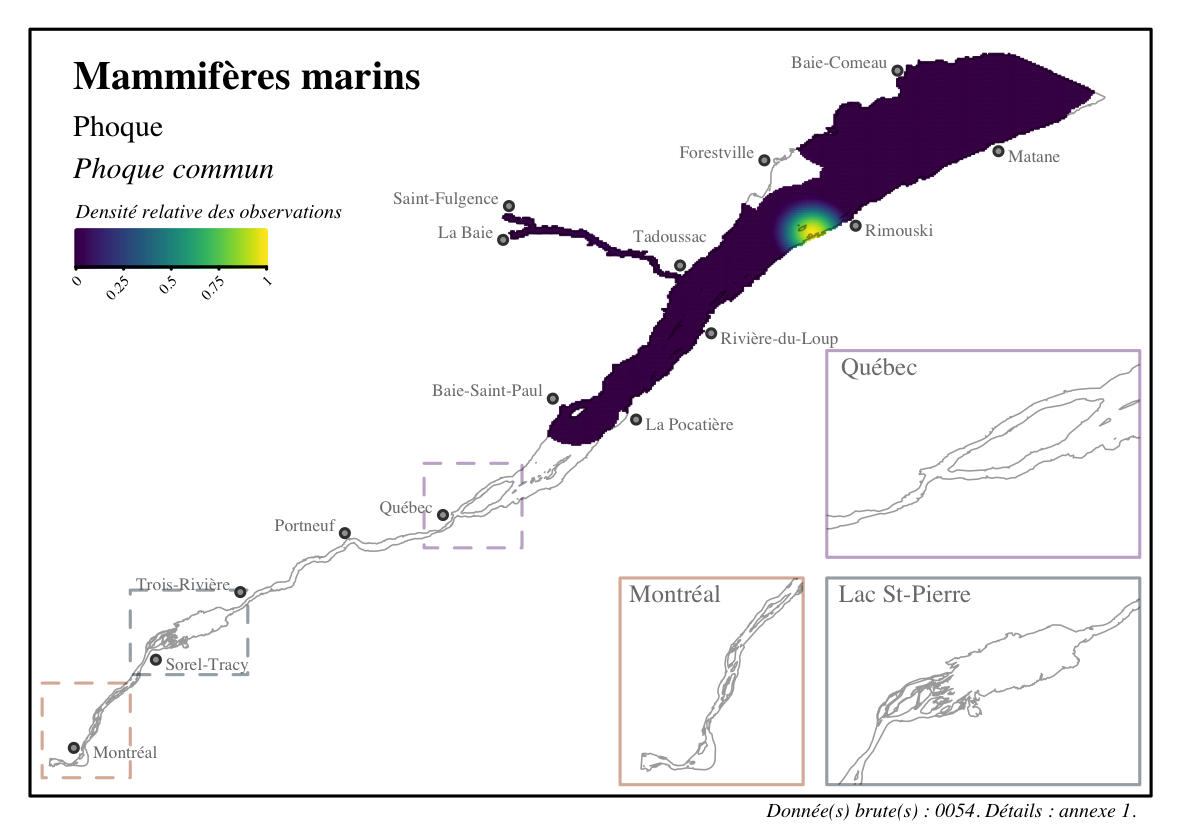 Mammifères marins
Phoque
Phoque commun
Densité relative des observations
0
0.25
0.5
0.75
1
Baie-Comeau
Forestville
Matane
Saint-Fulgence
La Baie
Tadoussac
Rimouski
Rivière-du-Loup
Baie-Saint-Paul
La Pocatière
Québec
Portneuf
Trois-Rivière
Sorel-Tracy
Montréal
Québec
Montréal
Lac St-Pierre
Donnée(s) brute(s) : 0054. Détails : annexe 1.